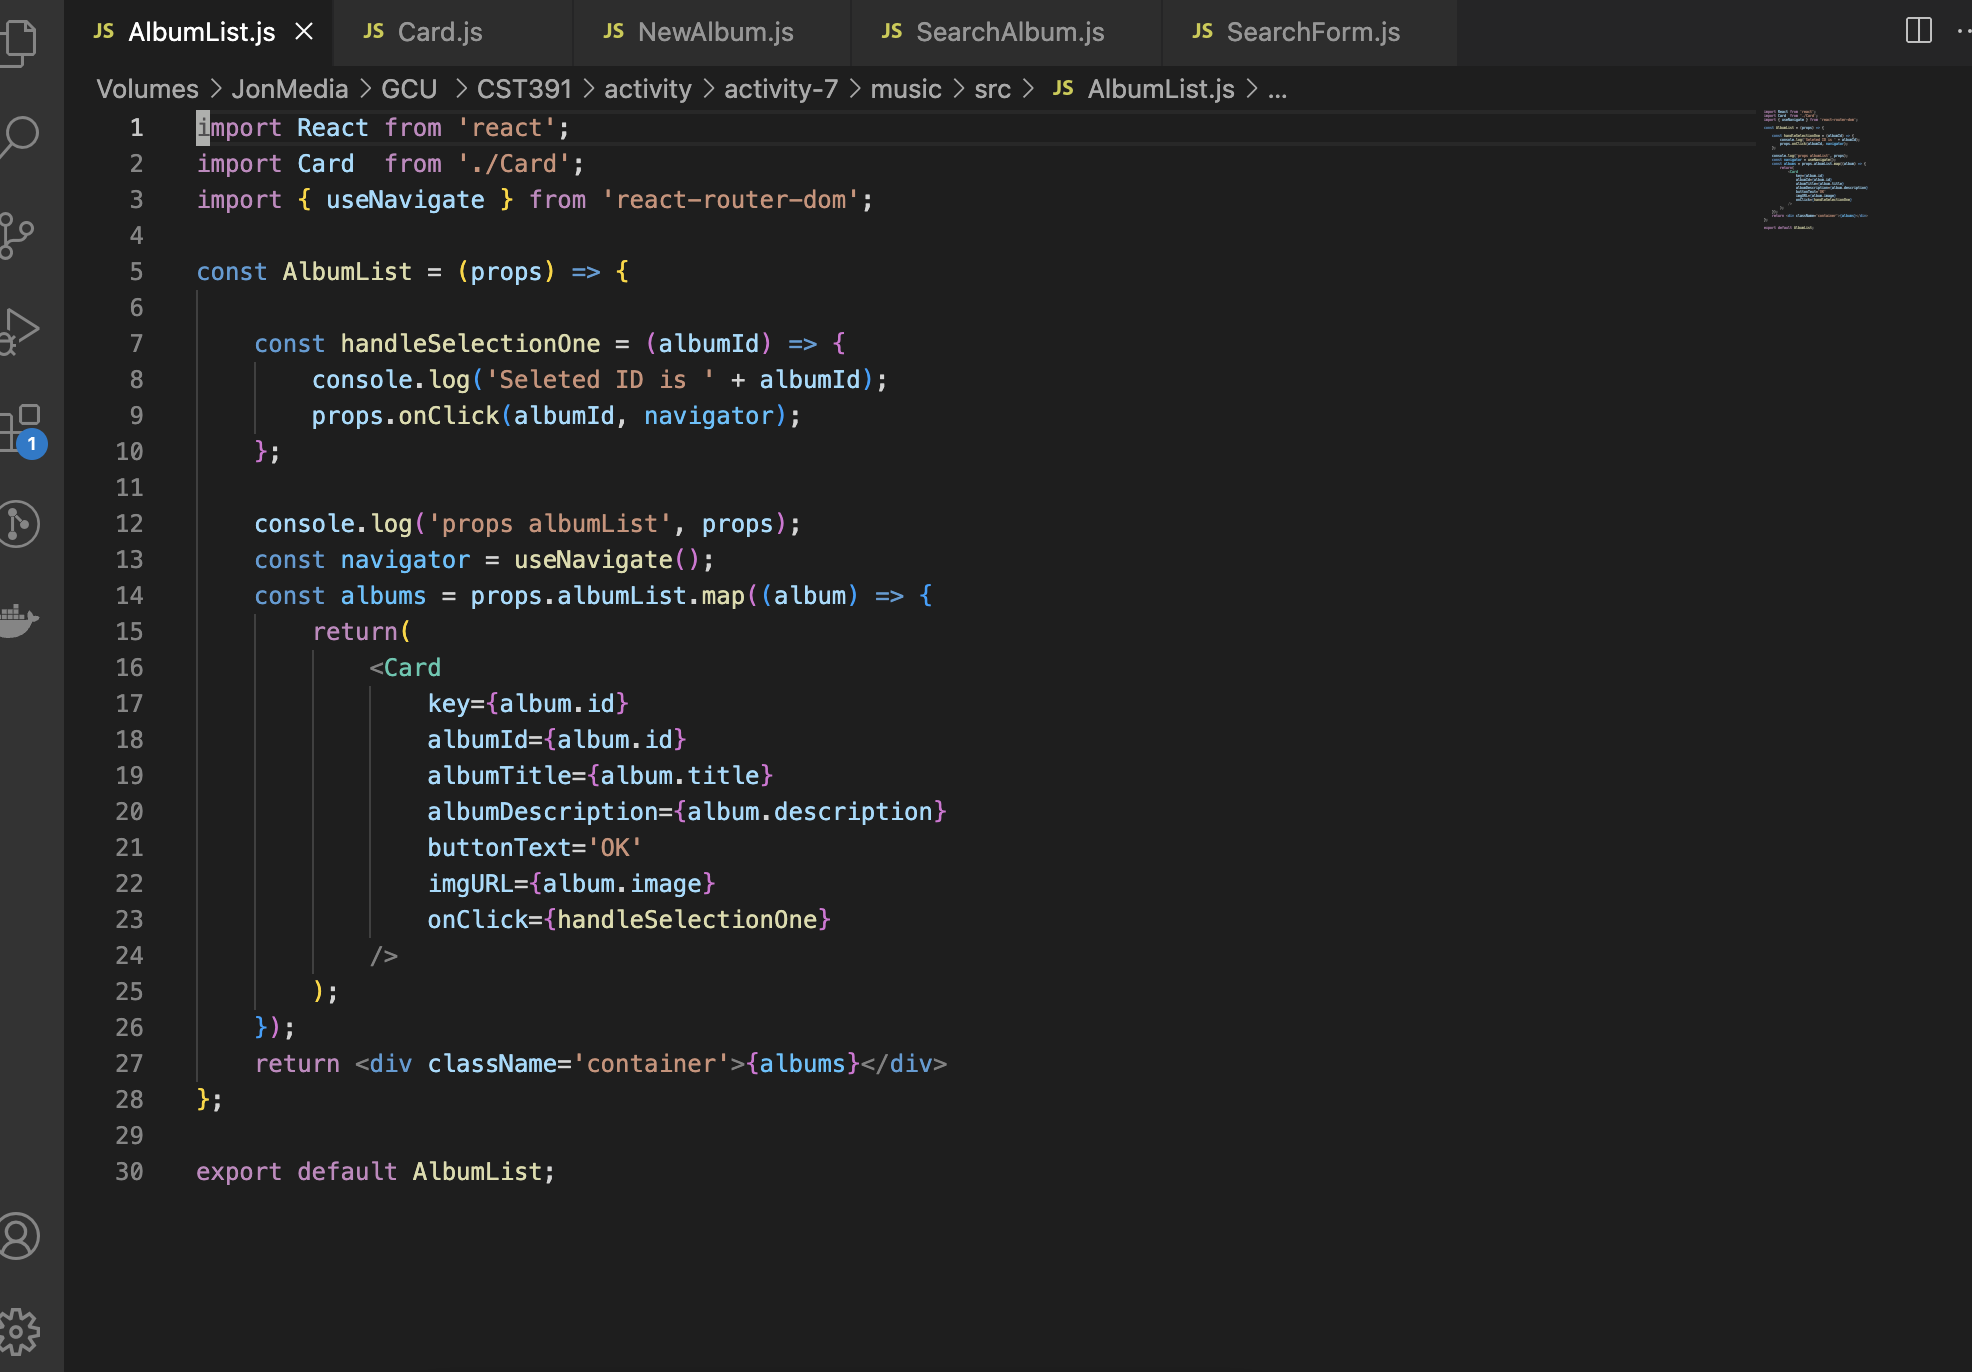 JS AlbumList.js JS Card.js JS NewAlbum.js JS SearchAlbum.js JS SearchForm.js
Volumes > JonMedia > GCU > CST391 > activity > activity-7 > music > src > JS AlbumList.js > ...
1 import React from 'react';
2 import Card  from './Card';
3 import { useNavigate } from 'react-router-dom';
4
5 const AlbumList = (props) => {
6
7     const handleSelectionOne = (albumId) => {
8         console.log('Seleted ID is ' + albumId);
9         props.onClick(albumId, navigator);
10     };
11
12     console.log('props albumList', props);
13     const navigator = useNavigate();
14     const albums = props.albumList.map((album) => {
15         return(
16             <Card
17                 key={album.id}
18                 albumId={album.id}
19                 albumTitle={album.title}
20                 albumDescription={album.description}
21                 buttonText='OK'
22                 imgURL={album.image}
23                 onClick={handleSelectionOne}
24             />
25         );
26     });
27     return <div className='container'>{albums}</div>
28 };
29
30 export default AlbumList;
1